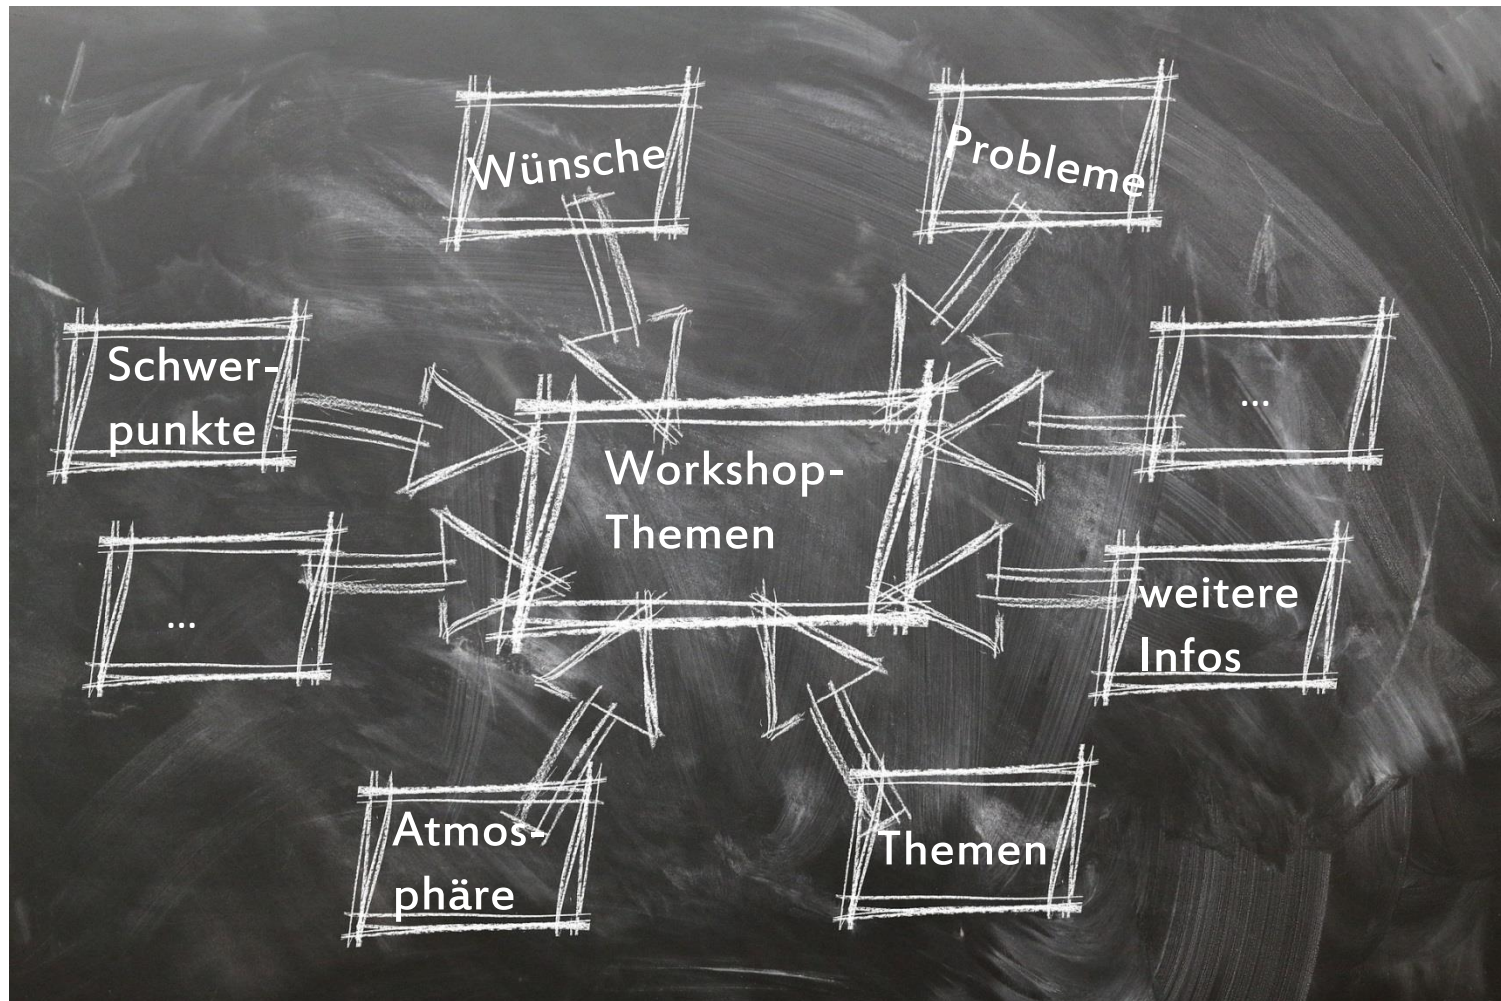 Wünsche
Probleme
Schwer-
punkte
...
Workshop-
Themen
...
weitere
Infos
Atmos-
phäre
Themen